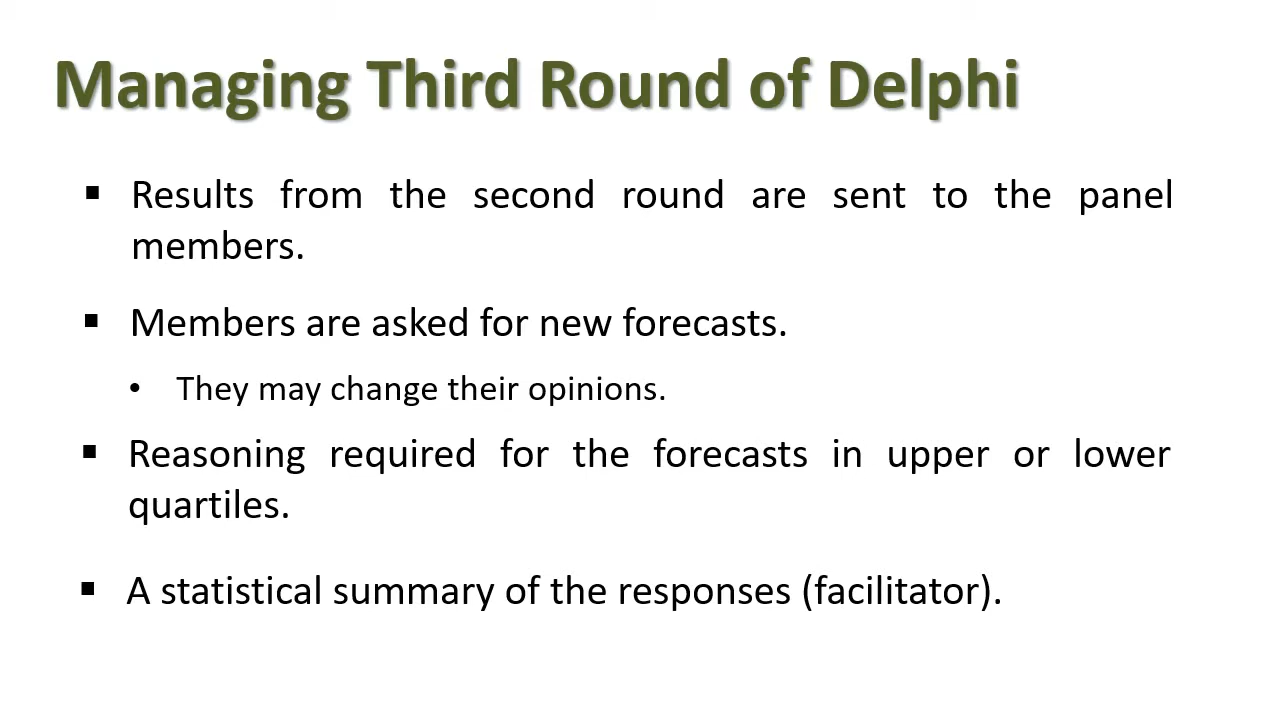 Managing Third Round of Delphi
▪ Results from the second round are sent to the panel
members.
▪ Members are asked for new forecasts.
• They may change their opinions.
▪ Reasoning required for the forecasts in upper or lower
quartiles.
▪ A statistical summary of the responses (facilitator).